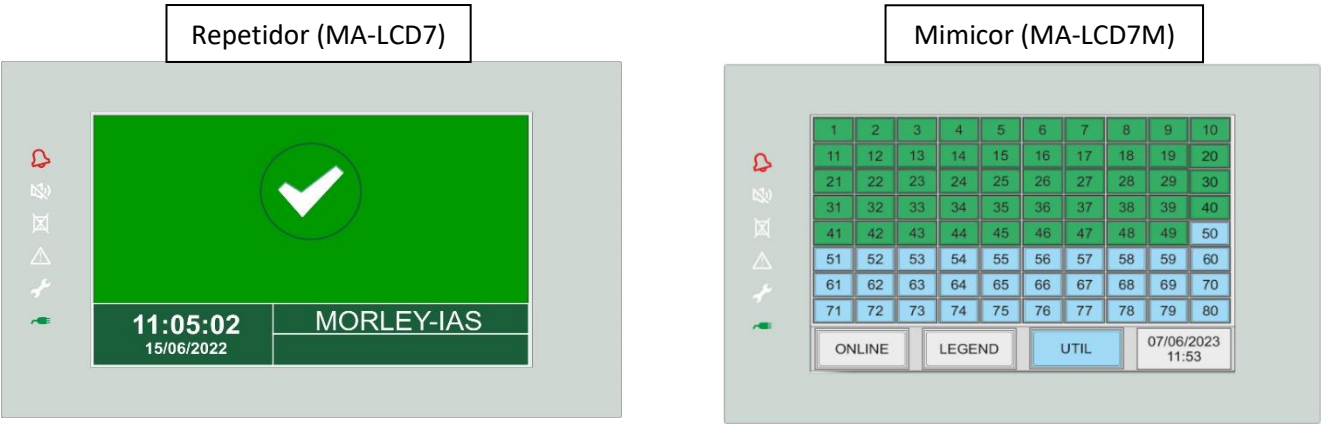 Repetidor (MA-LCD7)
11:05:02
15/06/2022
MORLEY-IAS
Mimicor (MA-LCD7M)
1 2 3 4 5 6 7 8 9 10
11 12 13 14 15 16 17 18 19 20
21 22 23 24 25 26 27 28 29 30
31 32 33 34 35 36 37 38 39 40
41 42 43 44 45 46 47 48 49 50
51 52 53 54 55 56 57 58 59 60
61 62 63 64 65 66 67 68 69 70
71 72 73 74 75 76 77 78 79 80
ONLINE LEGEND UTIL 07/06/2023
11:53